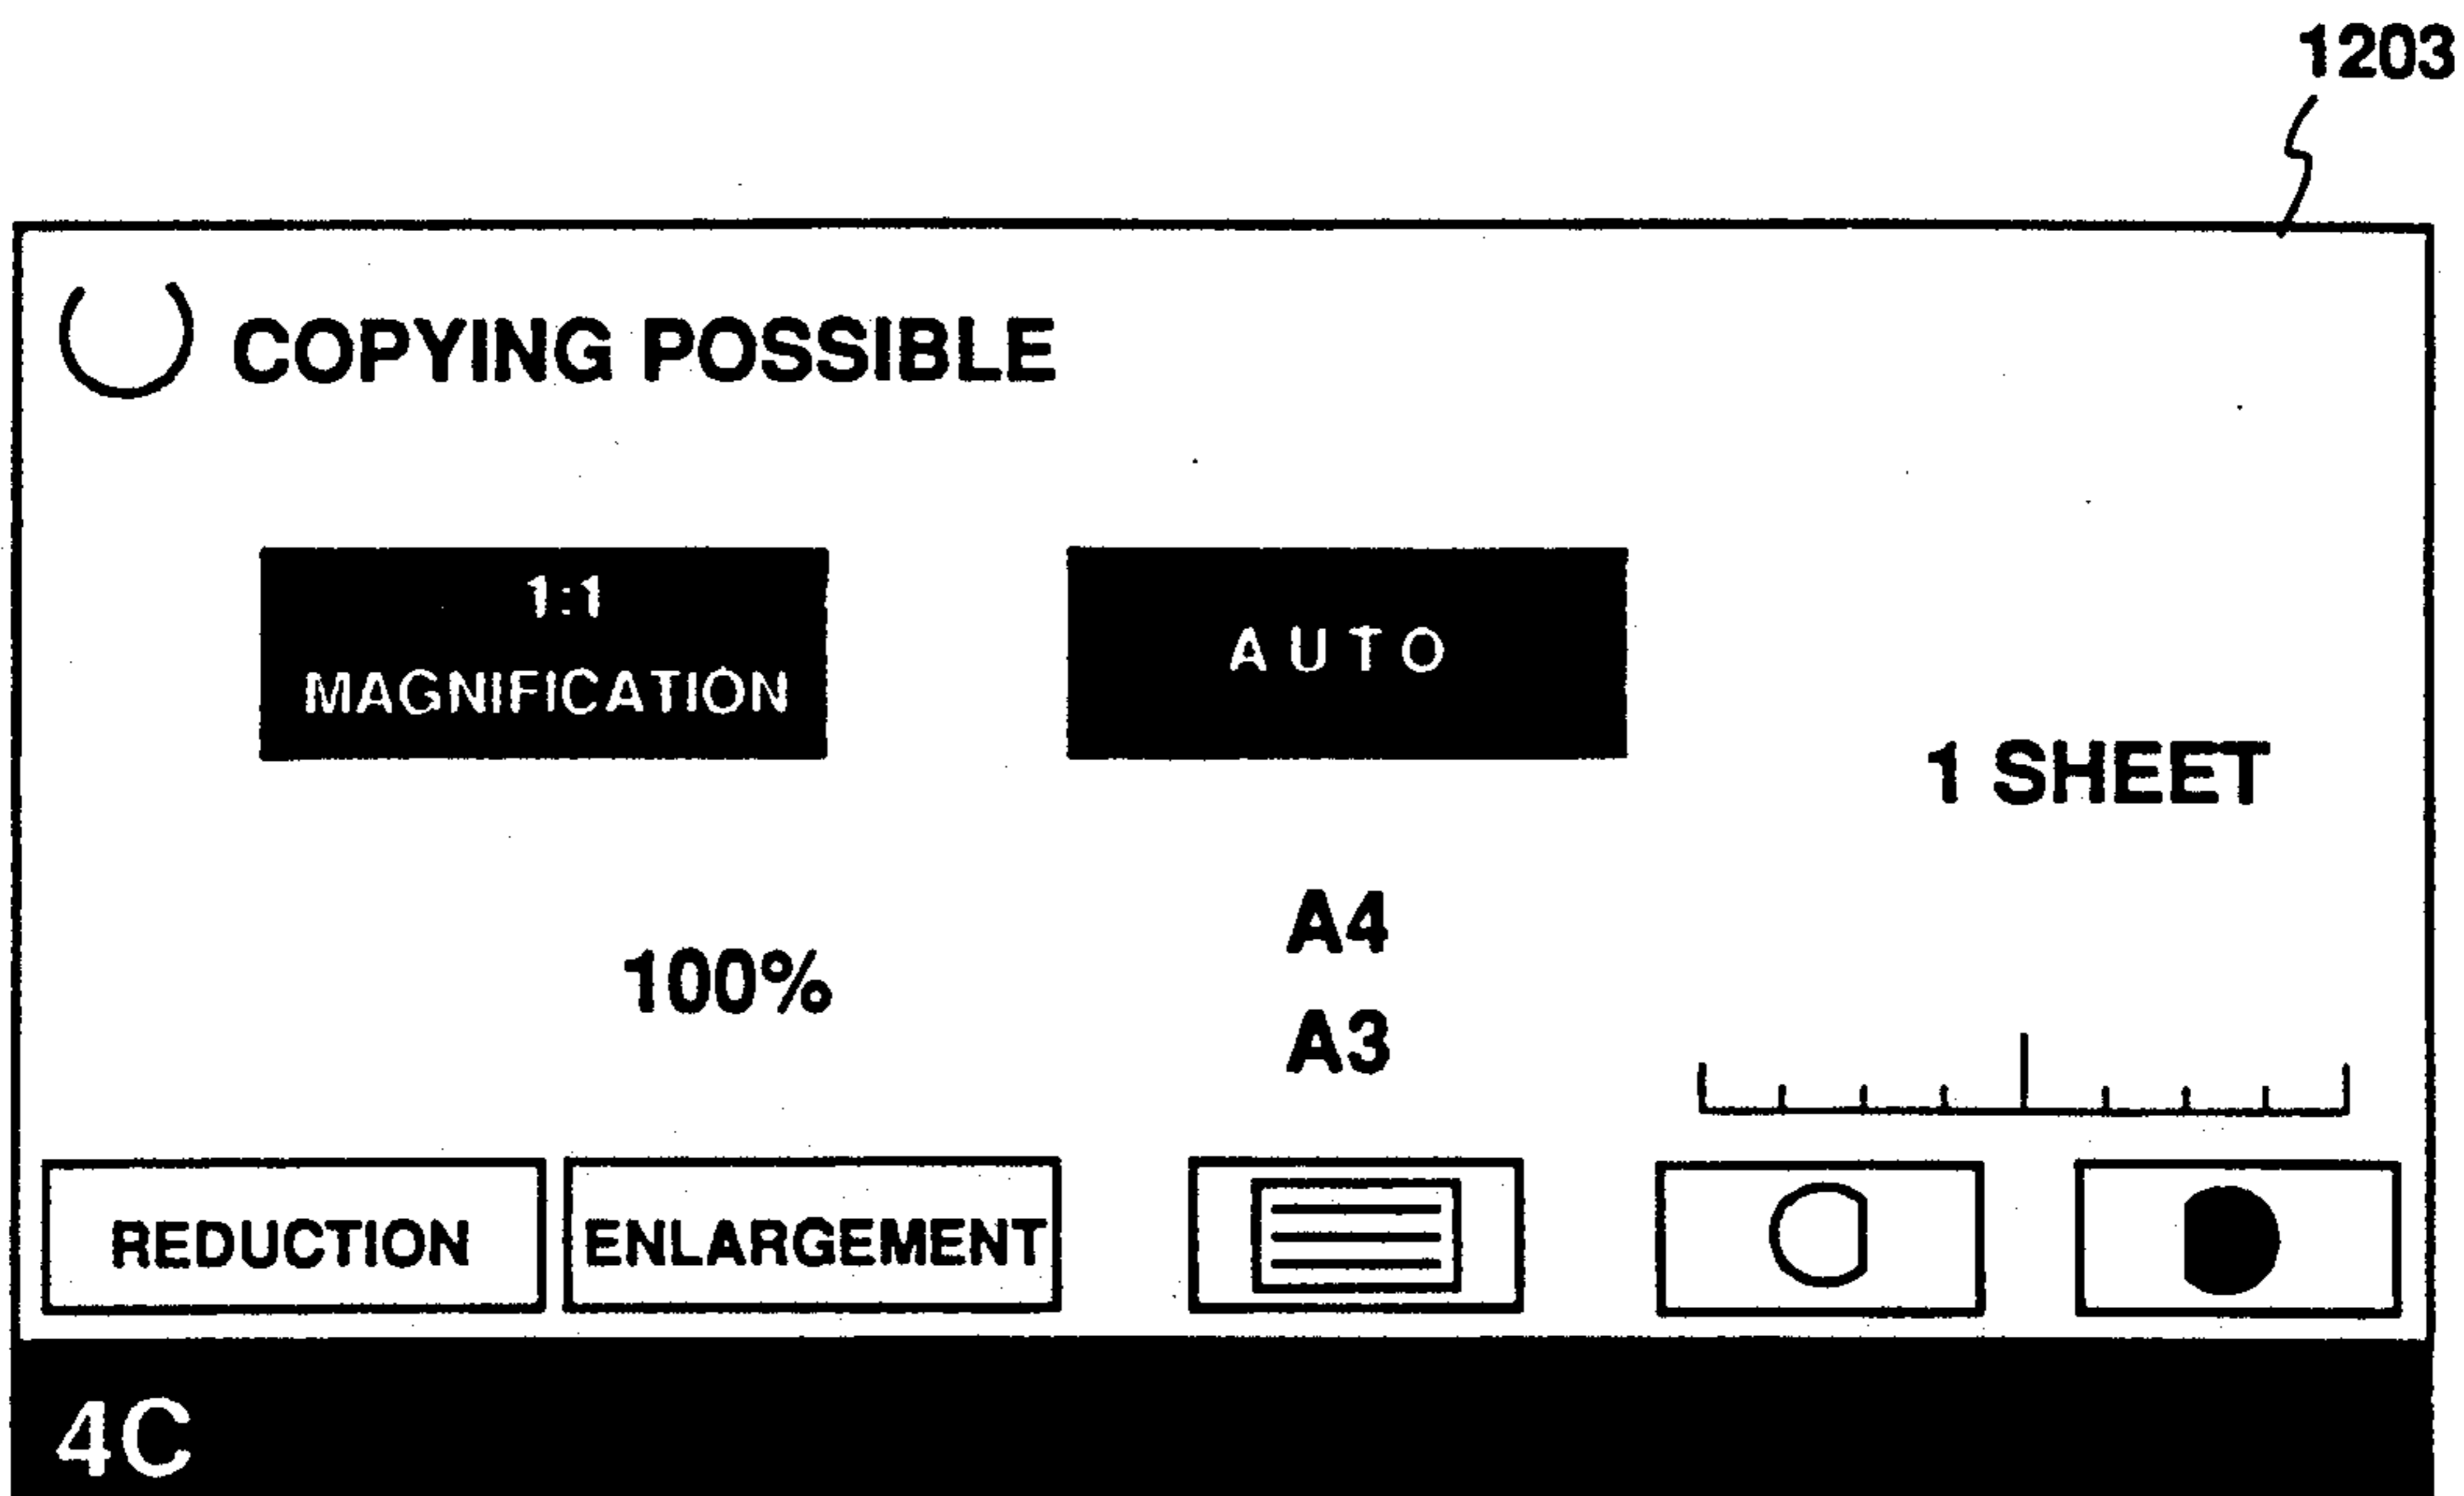 1203
COPYING POSSIBLE
1:1
MAGNIFICATION
AUTO
1 SHEET
100%
A4
A3
REDUCTION
ENLARGEMENT
4C